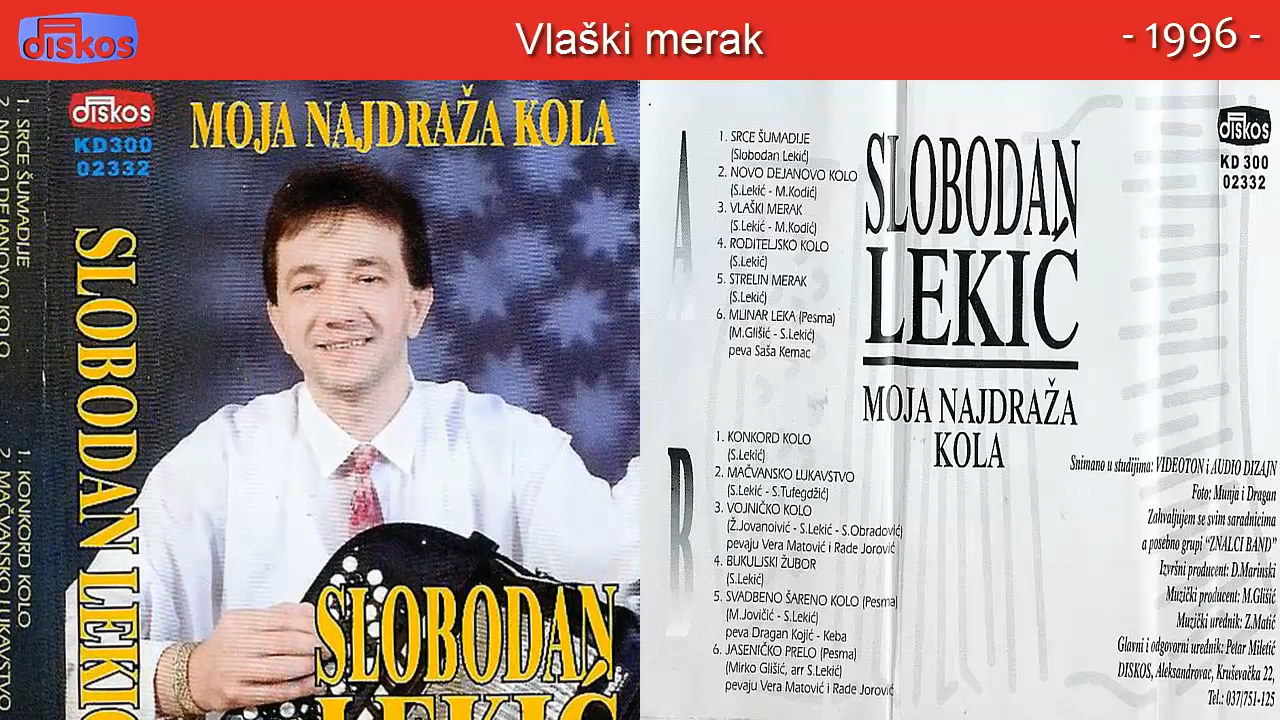 diskos
Vlaški merak
- 1996 -
1. SRCE ŠUMADIJE
2. NOVO DEJANOVO KOLO
1. KONKORD KOLO
2. MAČVANSKO LUKAVSTVO
diskos
KD300
02332
MOJA NAJDRAŽA KOLA
SLOBODAN LEKIĆ
SLOBODAN
LEKIĆ
A
1. SRCE ŠUMADIJE
(Slobodan Lekić)
2. NOVO DEJANOVO KOLO
(S.Lekić - M.Kodić)
3. VLAŠKI MERAK
(S.Lekić - M.Kodić)
4. RODITELJSKO KOLO
(S.Lekić)
5. STRELIN MERAK
(S.Lekić)
6. MLINAR LEKA (Pesma)
(M.Glišić - S.Lekić)
peva Saša Kernac
B
1. KONKORD KOLO
(S.Lekić)
2. MAČVANSKO LUKAVSTVO
(S.Lekić - S.Tufegdžić)
3. VOJNIČKO KOLO
(Ž.Jovanoivić - S.Lekić - S.Obradović)
pevaju Vera Matović i Rade Jorović
4. BUKULJSKI ŽUBOR
(S.Lekić)
5. SVADBENO ŠARENO KOLO (Pesma)
(M.Jovičić - S.Lekić)
peva Dragan Kojić - Keba
6. JASENIČKO PRELO (Pesma)
(Mirko Glišić, arr.S.Lekić)
pevaju Vera Matović i Rade Jorović
SLOBODAN
LEKIĆ
MOJA NAJDRAŽA
KOLA
diskos
KD 300
02332
Snimano u studijima: VIDEOTON i AUDIO DIZAJN
Foto: Munja i Dragan
Zahvaljujem se svojim saradnicima
a posebno grupi "ZNALCI BAND"
Izvršni producent: D.Marinski
Muzički producent: M.Glišić
Muzički urednik: Z.Matić
Glavni i odgovorni urednik: Petar Miletić
DISKOS, Aleksandrovac, Kruševačka 22,
Tel.: 037/751-125